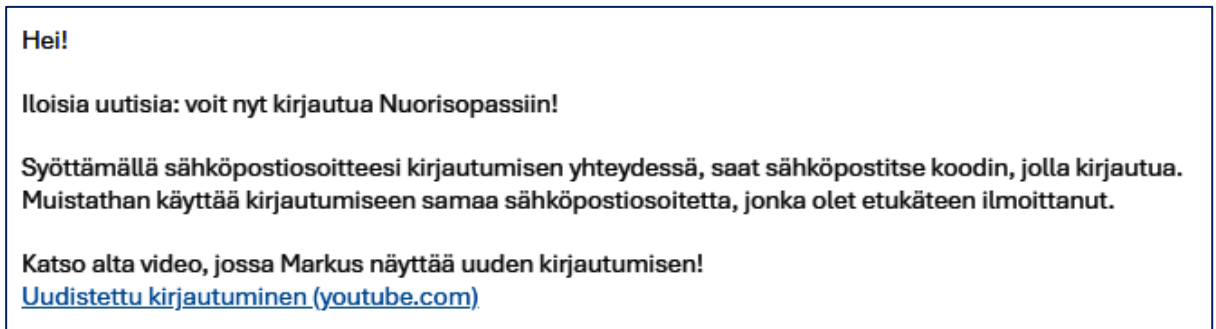 Hei!
Iloisia uutisia: voit nyt kirjautua Nuorisopassiin!
Syöttämällä sähköpostiosoitteesi kirjautumisen yhteydessä, saat sähköpostitse koodin, jolla kirjautua.
Muistathan käyttää kirjautumiseen samaa sähköpostiosoitetta, jonka olet etukäteen ilmoittanut.
Katso alta video, jossa Markus näyttää uuden kirjautumisen!
Uudistettu kirjautuminen (youtube.com)